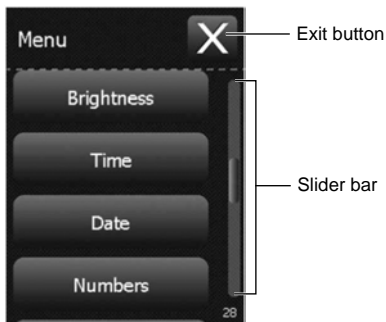 Menu
X
Exit button
Brightness
Time
Slider bar
Date
Numbers
28